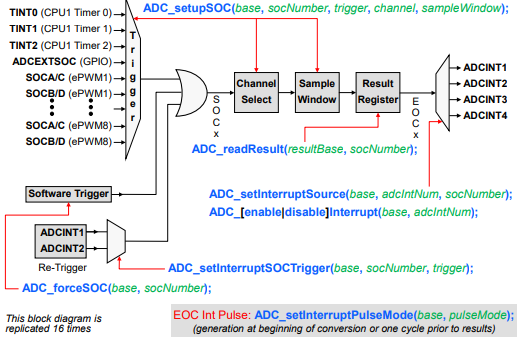 ADC_setupSOC(base, socNumber, trigger, channel, sampleWindow);
TINT0 (CPU1 Timer 0)
TINT1 (CPU1 Timer 1)
TINT2 (CPU1 Timer 2)
ADCEXTSOC (GPIO)
SOCA/C (ePWM1)
SOCB/D (ePWM1)
SOCA/C (ePWM8)
SOCB/D (ePWM8)
Trigger
SOCx
Channel
Select
Sample
Window
Result
Register
EOCx
ADCINT1
ADCINT2
ADCINT3
ADCINT4
ADC_readResult(resultBase, socNumber);
Software Trigger
ADC_setInterruptSource(base, adcIntNum, socNumber);
ADC_[enable|disable]Interrupt(base, adcIntNum);
ADCINT1
ADCINT2
Re-Trigger
ADC_setInterruptSOCTrigger(base, socNumber, trigger);
ADC_forceSOC(base, socNumber);
This block diagram is
replicated 16 times
EOC Int Pulse: ADC_setInterruptPulseMode(base, pulseMode);
(generation at beginning of conversion or one cycle prior to results)